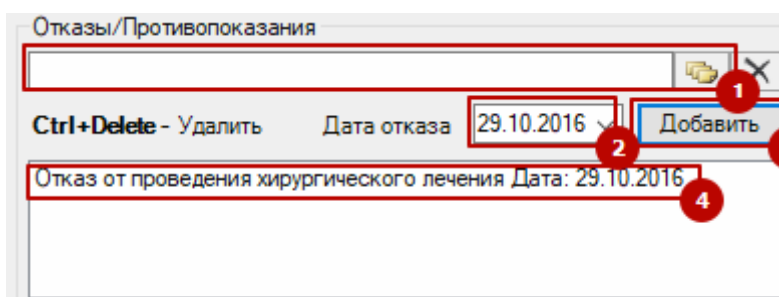 Отказы/Противопоказания
1
Ctrl+Delete - Удалить Дата отказа 29.10.2016 Добавить
2
Отказ от проведения хирургического лечения Дата: 29.10.2016
4